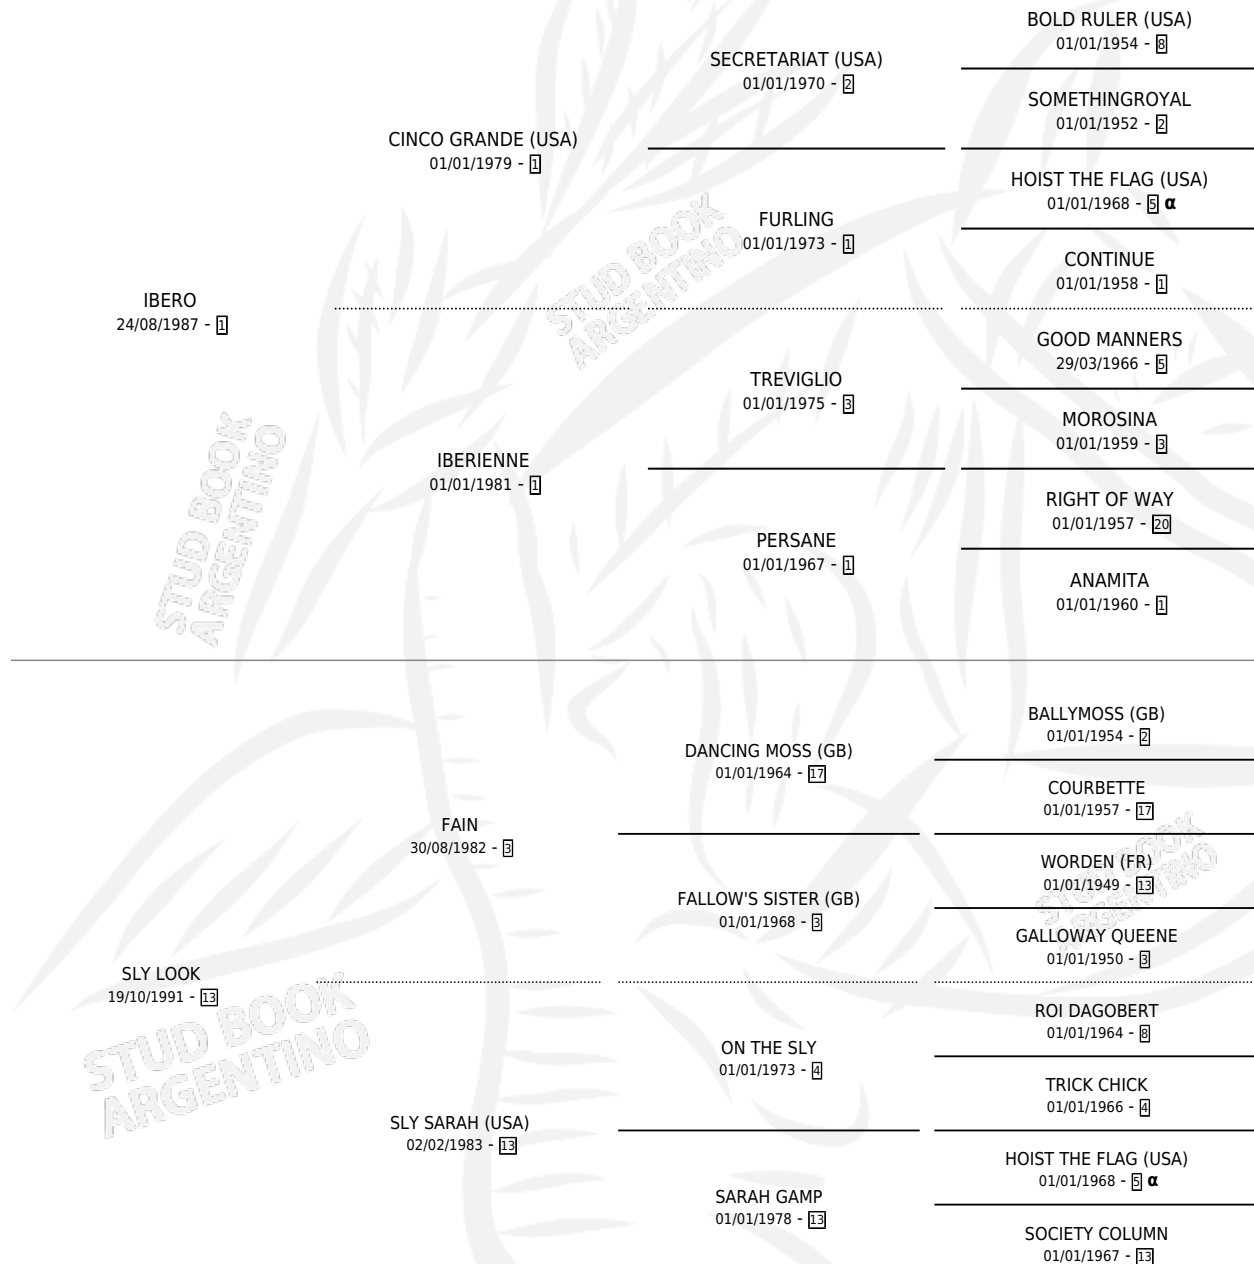 BOLD RULER (USA)
01/01/1954 - 8
SECRETARIAT (USA)
01/01/1970 - 2
SOMETHINGROYAL
01/01/1952 - 2
CINCO GRANDE (USA)
01/01/1979 - 1
HOIST THE FLAG (USA)
01/01/1968 - 5 α
FURLING
01/01/1973 - 1
CONTINUE
01/01/1958 - 1
IBERO
24/08/1987 - 1
GOOD MANNERS
29/03/1966 - 5
TREVIGLIO
01/01/1975 - 3
MOROSINA
01/01/1959 - 3
IBERIENNE
01/01/1981 - 1
RIGHT OF WAY
01/01/1957 - 20
PERSANE
01/01/1967 - 1
ANAMITA
01/01/1960 - 1
BALLYMOSS (GB)
01/01/1954 - 2
DANCING MOSS (GB)
01/01/1964 - 17
COURBETTE
01/01/1957 - 17
FAIN
30/08/1982 - 3
WORDEN (FR)
01/01/1949 - 13
FALLOW'S SISTER (GB)
01/01/1968 - 3
GALLOWAY QUEENE
01/01/1950 - 3
SLY LOOK
19/10/1991 - 13
ROI DAGOBERT
01/01/1964 - 8
ON THE SLY
01/01/1973 - 4
TRICK CHICK
01/01/1966 - 4
SLY SARAH (USA)
02/02/1983 - 13
HOIST THE FLAG (USA)
01/01/1968 - 5 α
SARAH GAMP
01/01/1978 - 13
SOCIETY COLUMN
01/01/1967 - 13
STUD BOOK
ARGENTINO
STUD BOOK
ARGENTINO
STUD BOOK
ARGENTINO
STUD BOOK
ARGENTINO